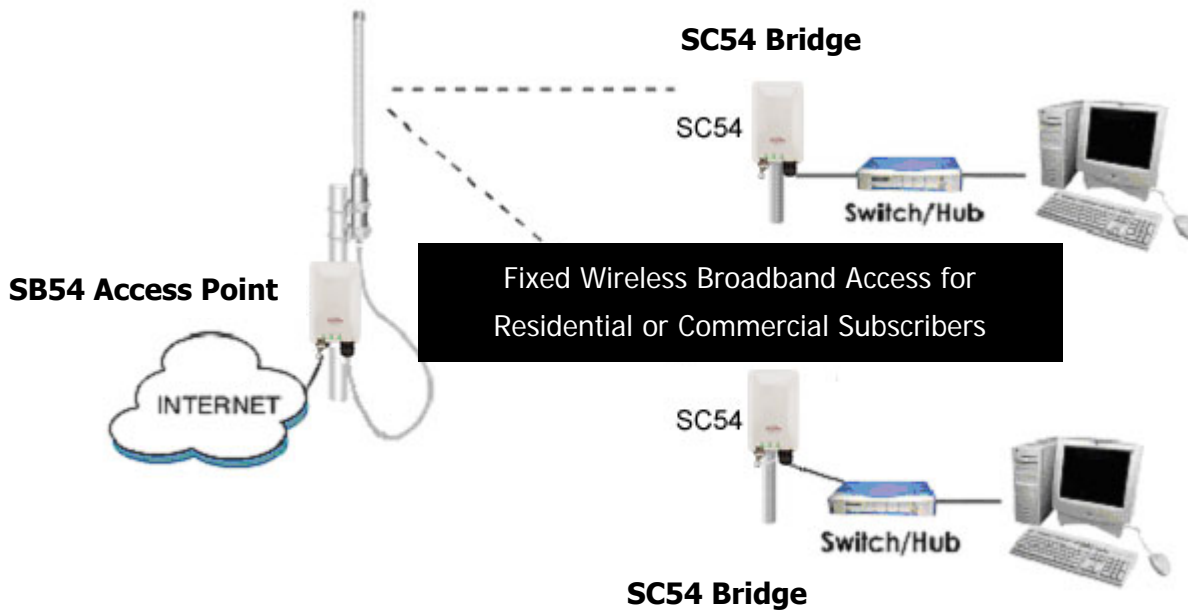 SC54 Bridge
SC54
Switch/Hub
SB54 Access Point
INTERNET
Fixed Wireless Broadband Access for
Residential or Commercial Subscribers
SC54
Switch/Hub
SC54 Bridge